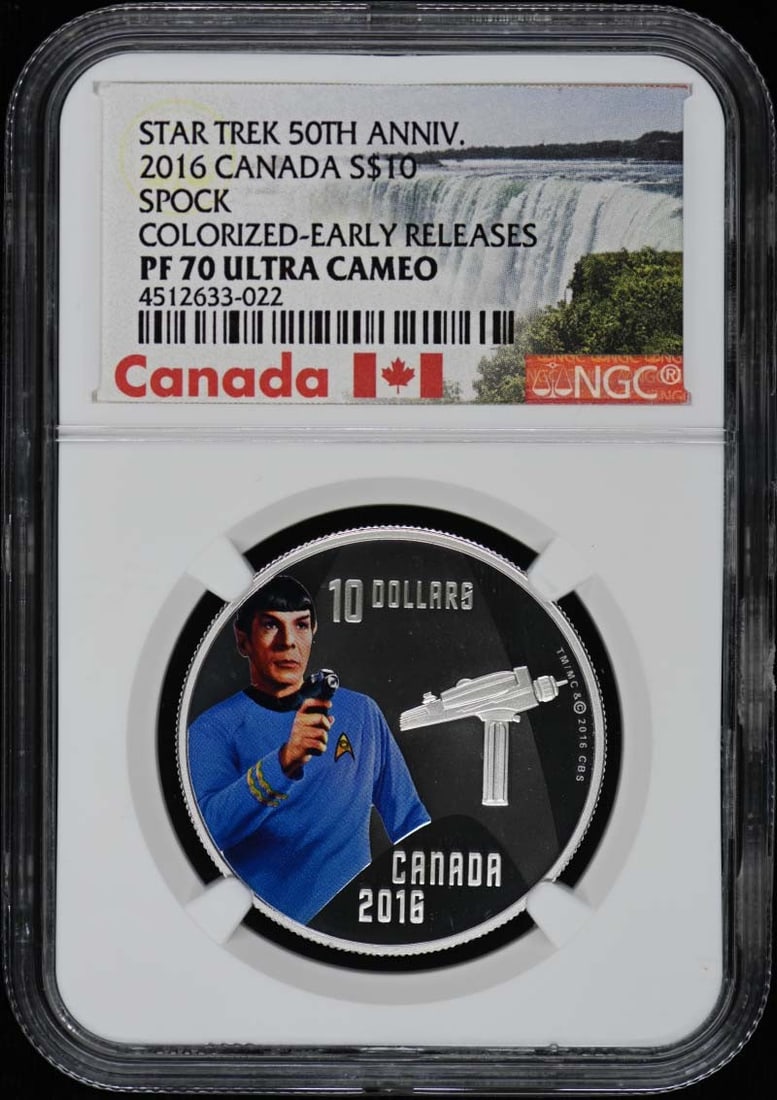 STAR TREK 50TH ANNIV.
2016 CANADA S$10
SPOCK
COLORIZED-EARLY RELEASES
PF 70 ULTRA CAMEO
4512633-022
Canada
NGC®
10 DOLLARS
TM/MC & © 2016 CBS
CANADA
2016